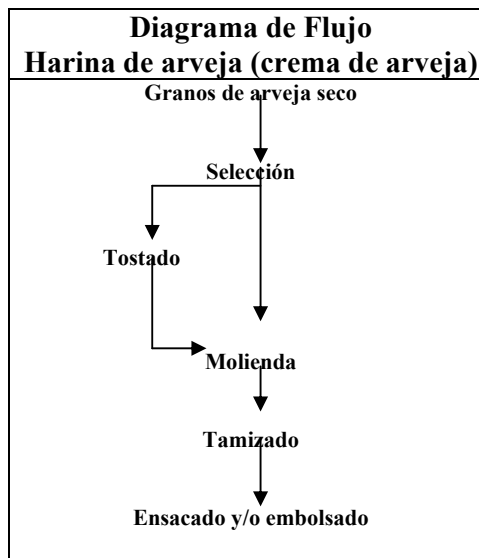 Diagrama de Flujo
Harina de arveja (crema de arveja)
Granos de arveja seco
Selección
Tostado
Molienda
Tamizado
Ensacado y/o embolsado